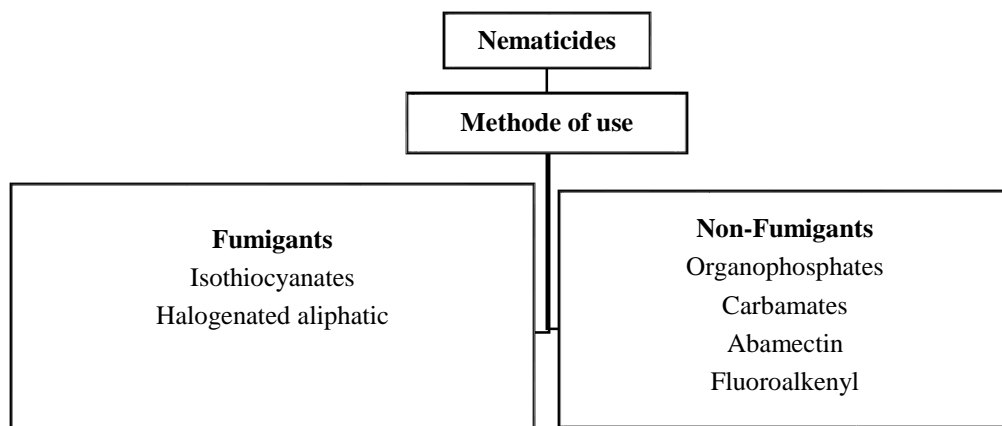 Nematicides
Methode of use
Fumigants
Isothiocyanates
Halogenated aliphatic
Non-Fumigants
Organophosphates
Carbamates
Abamectin
Fluoroalkenyl